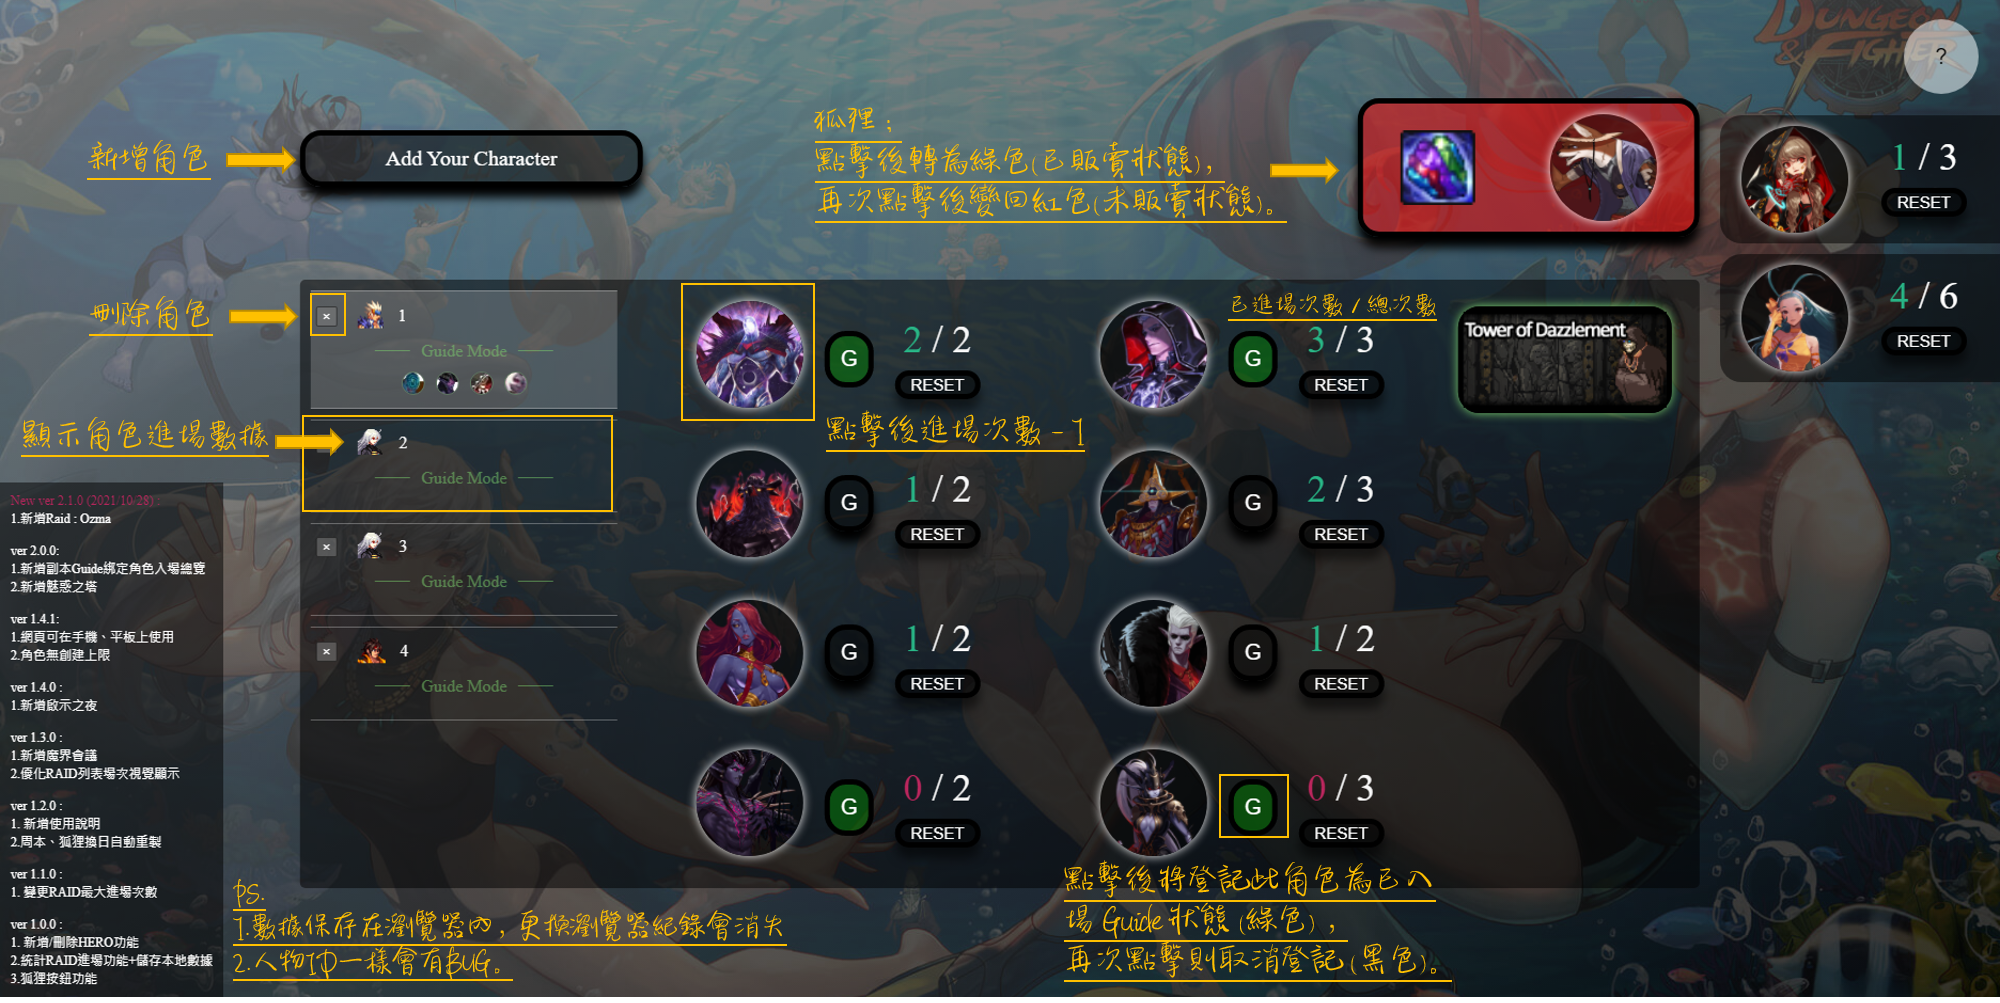 DUNGEON
& FIGHTER
?
新增角色
Add Your Character
狐狸；
點擊後轉為綠色(已販賣狀態)，
再次點擊後變回紅色(未販賣狀態)。
1 / 3
RESET
4 / 6
RESET
刪除角色
×
1
Guide Mode
顯示角色進場數據
2
Guide Mode
×
3
Guide Mode
×
4
Guide Mode
G
2 / 2
RESET
已進場次數 / 總次數
G
3 / 3
RESET
Tower of Dazzlement
點擊後進場次數 - 1
G
1 / 2
RESET
G
2 / 3
RESET
G
1 / 2
RESET
G
1 / 2
RESET
G
0 / 2
RESET
G
0 / 3
RESET
點擊後將登記此角色為已入
場 Guide 狀態 (綠色) ，
再次點擊則取消登記 (黑色)。
New ver 2.1.0 (2021/10/28) :
1.新增Raid : Ozma
ver 2.0.0:
1.新增副本Guide綁定角色入場總覽
2.新增魅惑之塔
ver 1.4.1:
1.網頁可在手機、平板上使用
2.角色無創建上限
ver 1.4.0 :
1.新增啟示之夜
ver 1.3.0 :
1.新增魔界會議
2.優化RAID列表場次視覺顯示
ver 1.2.0 :
1. 新增使用說明
2.周本、狐狸換日自動重製
ver 1.1.0 :
1. 變更RAID最大進場次數
ver 1.0.0 :
1. 新增/刪除HERO功能
2.統計RAID進場功能+儲存本地數據
3.狐狸按鈕功能
ps.
1.數據保存在瀏覽器內，更換瀏覽器紀錄會消失
2.人物ID一樣會有BUG。